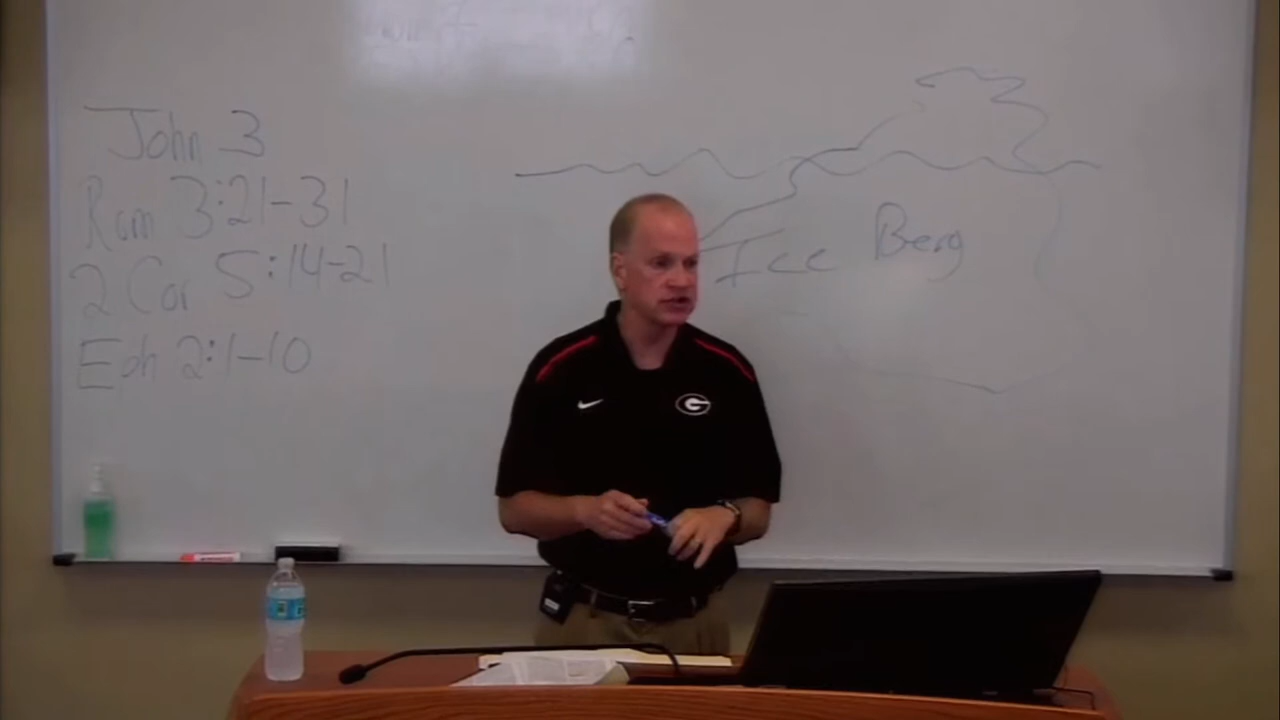 John 3
Rom 3:21-31
2 Cor 5:14-21
Eph 2:1-10
Ice Berg
G